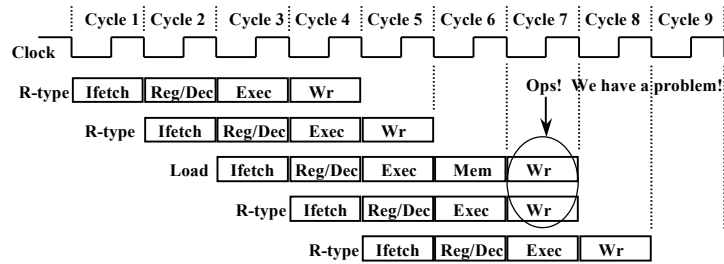 Cycle 1 Cycle 2 Cycle 3 Cycle 4 Cycle 5 Cycle 6 Cycle 7 Cycle 8 Cycle 9
Clock
Ops! We have a problem!
R-type Ifetch Reg/Dec Exec Wr
R-type Ifetch Reg/Dec Exec Wr
Load Ifetch Reg/Dec Exec Mem Wr
R-type Ifetch Reg/Dec Exec Wr
R-type Ifetch Reg/Dec Exec Wr